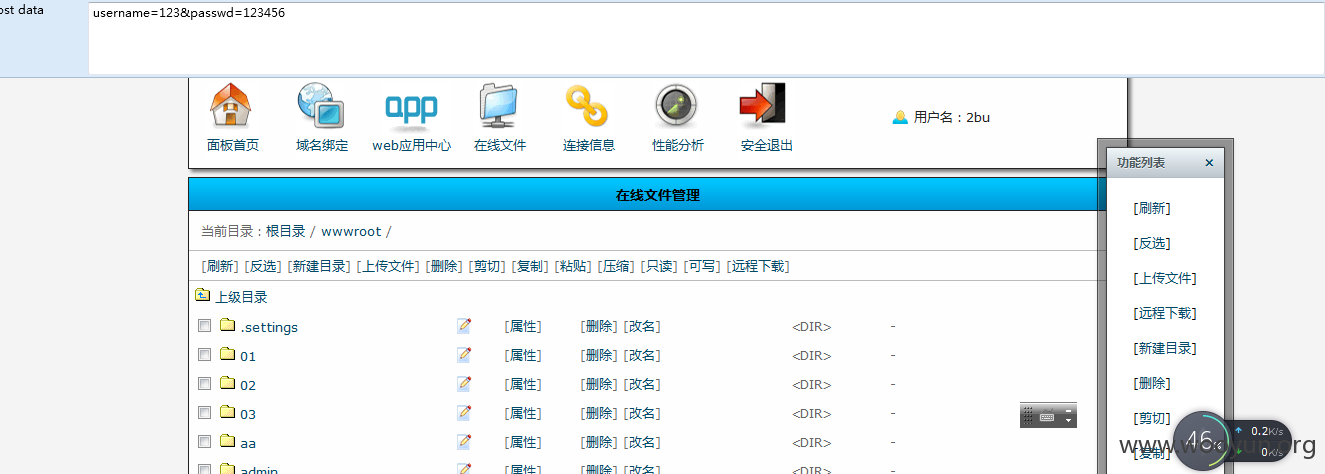 ost data
username=123&passwd=123456
面板首页 域名绑定 web应用中心 在线文件 连接信息 性能分析 安全退出
app
用户名：2bu
在线文件管理
当前目录：根目录 / wwwroot /
[刷新] [反选] [新建目录] [上传文件] [删除] [剪切] [复制] [粘贴] [压缩] [只读] [可写] [远程下载]
上级目录
.settings [属性] [删除] [改名] <DIR> -
01 [属性] [删除] [改名] <DIR> -
02 [属性] [删除] [改名] <DIR> -
03 [属性] [删除] [改名] <DIR> -
aa [属性] [删除] [改名] <DIR> -
admin [属性] [删除] [改名] <DIR> -
功能列表 ×
[刷新]
[反选]
[上传文件]
[远程下载]
[新建目录]
[删除]
[剪切]
[复制]
46%
0.2K/s
0K/s